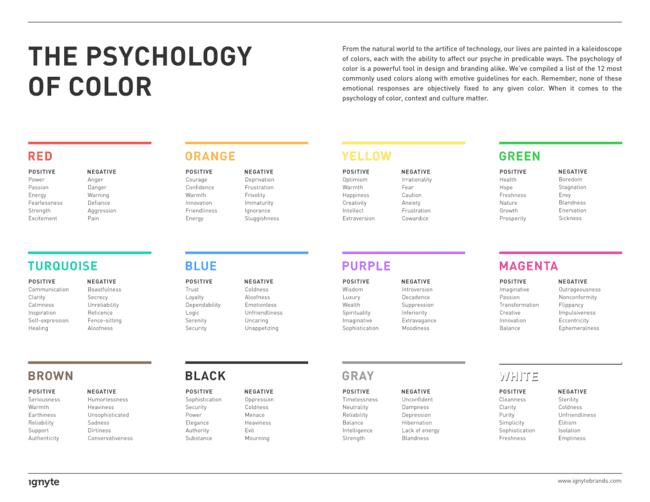 THE PSYCHOLOGY
OF COLOR
From the natural world to the artifice of technology, our lives are painted in a kaleidoscope
of colors, each with the ability to affect our psyche in predicable ways. The psychology of
color is a powerful tool in design and branding alike. We've compiled a list of the 12 most
commonly used colors along with emotive guidelines for each. Remember, none of these
emotional responses are objectively fixed to any given color. When it comes to the
psychology of color, context and culture matter.
RED
POSITIVE
Power
Passion
Energy
Fearlessness
Strength
Excitement
NEGATIVE
Anger
Danger
Warning
Defiance
Aggression
Pain
ORANGE
POSITIVE
Courage
Confidence
Warmth
Innovation
Friendliness
Energy
NEGATIVE
Deprivation
Frustration
Frivolity
Immaturity
Ignorance
Sluggishness
YELLOW
POSITIVE
Optimism
Warmth
Happiness
Creativity
Intellect
Extraversion
NEGATIVE
Irrationality
Fear
Caution
Anxiety
Frustration
Cowardice
GREEN
POSITIVE
Health
Hope
Freshness
Nature
Growth
Prosperity
NEGATIVE
Boredom
Stagnation
Envy
Blandness
Enervation
Sickness
TURQUOISE
POSITIVE
Communication
Clarity
Calmness
Inspiration
Self-expression
Healing
NEGATIVE
Boastfulness
Secrecy
Unreliability
Reticence
Fence-sitting
Aloofness
BLUE
POSITIVE
Trust
Loyalty
Dependability
Logic
Serenity
Security
NEGATIVE
Coldness
Aloofness
Emotionless
Unfriendliness
Uncaring
Unappetizing
PURPLE
POSITIVE
Wisdom
Luxury
Wealth
Spirituality
Imaginative
Sophistication
NEGATIVE
Introversion
Decadence
Suppression
Inferiority
Extravagance
Moodiness
MAGENTA
POSITIVE
Imaginative
Passion
Transformation
Creative
Innovation
Balance
NEGATIVE
Outrageousness
Nonconformity
Flippancy
Impulsiveness
Eccentricity
Ephemeralness
BROWN
POSITIVE
Seriousness
Warmth
Earthiness
Reliability
Support
Authenticity
NEGATIVE
Humorlessness
Heaviness
Unsophisticated
Sadness
Dirtiness
Conservativeness
BLACK
POSITIVE
Sophistication
Security
Power
Elegance
Authority
Substance
NEGATIVE
Oppression
Coldness
Menace
Heaviness
Evil
Mourning
GRAY
POSITIVE
Timelessness
Neutrality
Reliability
Balance
Intelligence
Strength
NEGATIVE
Unconfident
Dampness
Depression
Hibernation
Lack of energy
Blandness
WHITE
POSITIVE
Cleanness
Clarity
Purity
Simplicity
Sophistication
Freshness
NEGATIVE
Sterility
Coldness
Unfriendliness
Elitism
Isolation
Emptiness
ignyte
www.ignytebrands.com